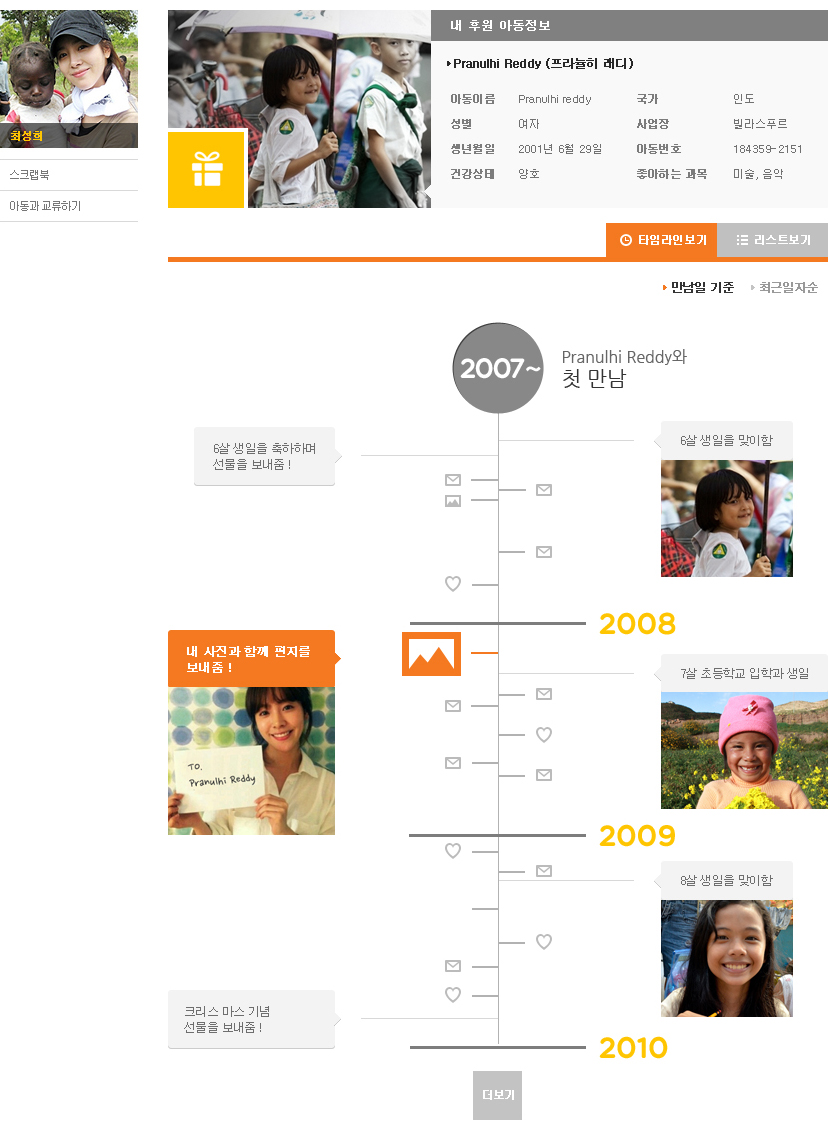 최성희
스크랩북
아동과 교류하기
내 후원 아동정보
Pranulhi Reddy (프라뉼히 래디)
아동이름 Pranulhi reddy 국가 인도
성별 여자 사업장 빌라스푸르
생년월일 2001년 6월 29일 아동번호 184359-2151
건강상태 양호 좋아하는 과목 미술, 음악
타임라인보기 리스트보기
만남일 기준 최근일자순
2007~
Pranulhi Reddy와
첫 만남
6살 생일을 축하하며
선물을 보내줌 !
6살 생일을 맞이함
2008
내 사진과 함께 편지를
보내줌 !
TO.
Pranulhi Reddy
7살 초등학교 입학과 생일
2009
8살 생일을 맞이함
크리스 마스 기념
선물을 보내줌 !
2010
더보기